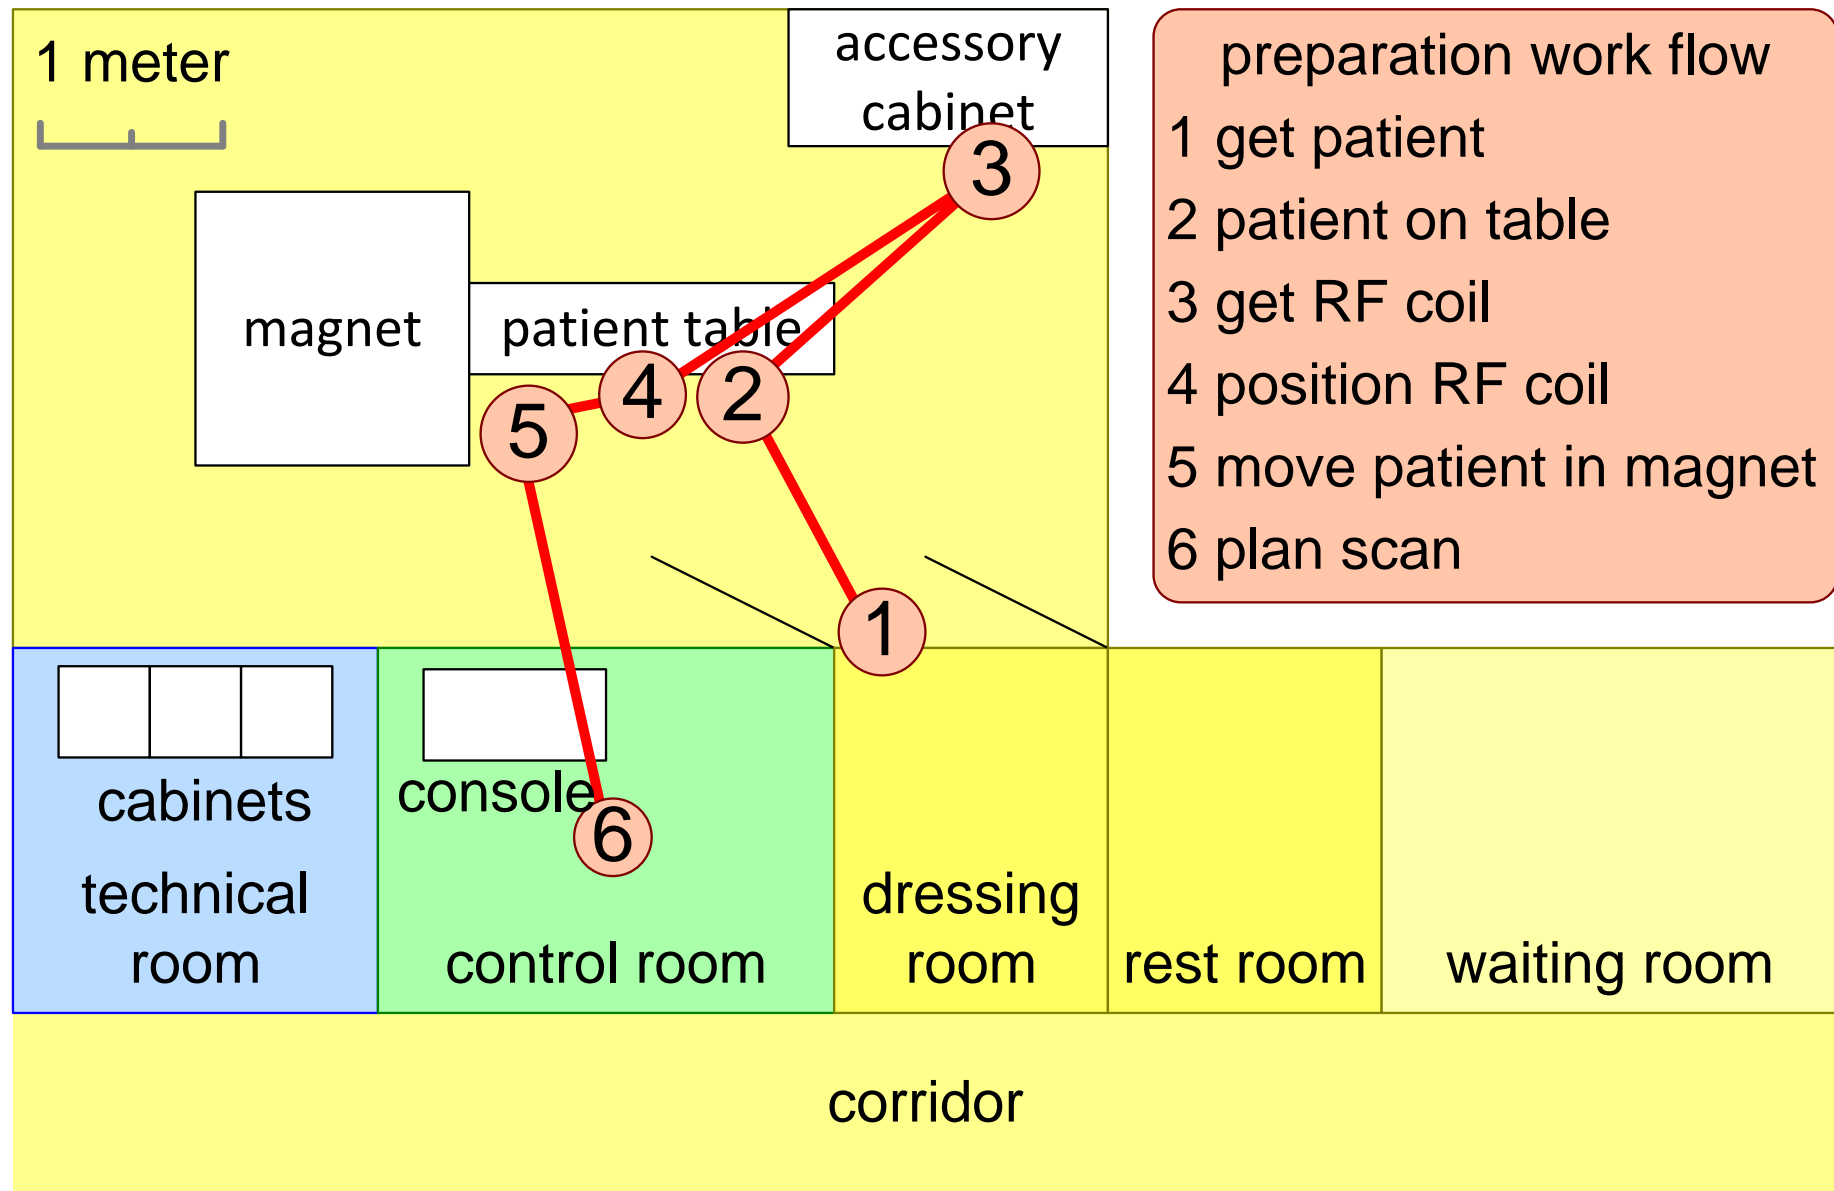 1 meter
accessory
cabinet
preparation work flow
1 get patient
2 patient on table
3 get RF coil
4 position RF coil
5 move patient in magnet
6 plan scan
3
magnet
patient table
4
2
5
1
cabinets
console
6
technical
room
control room
dressing
room
rest room
waiting room
corridor